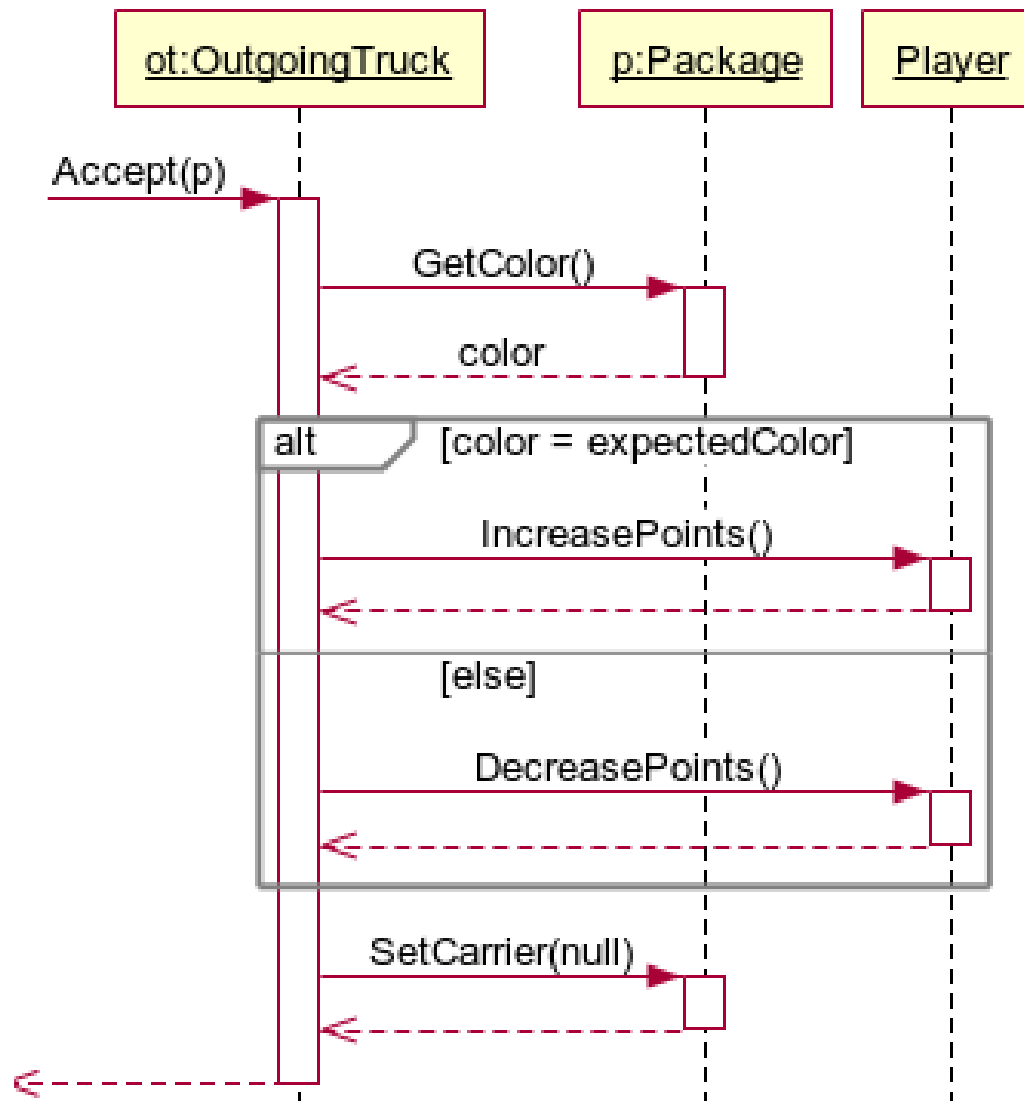 ot:OutgoingTruck
p:Package
Player
Accept(p)
GetColor()
color
alt
[color = expectedColor]
IncreasePoints()
[else]
DecreasePoints()
SetCarrier(null)